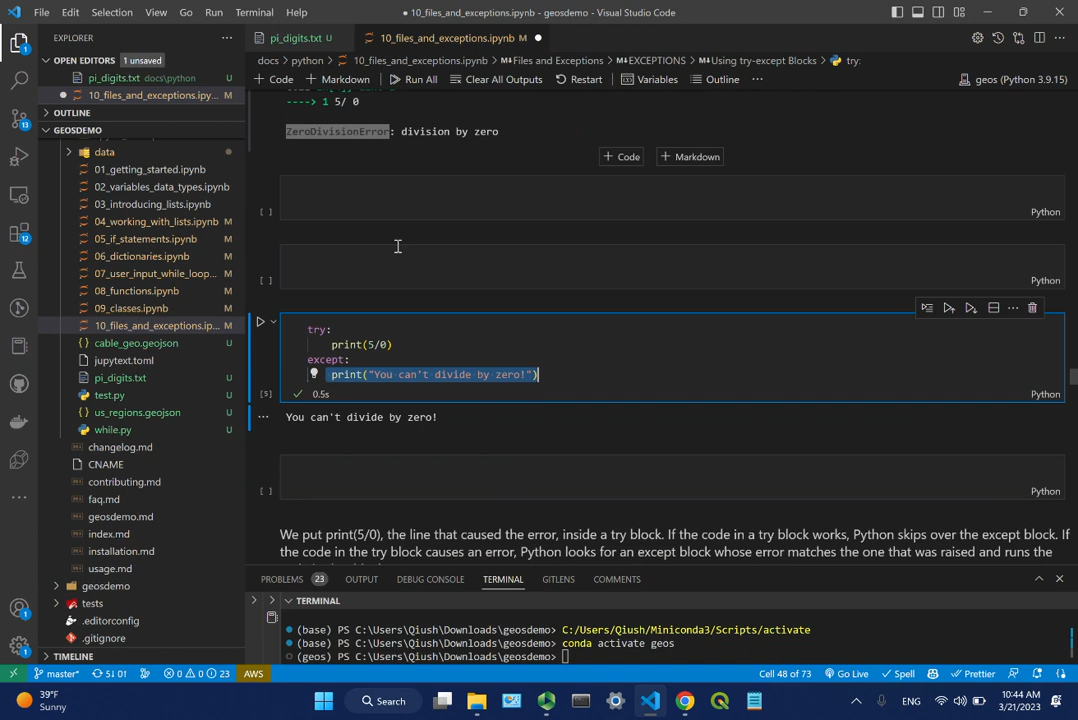 File Edit Selection View Go Run Terminal Help
● 10_files_and_exceptions.ipynb - geosdemo - Visual Studio Code
EXPLORER
OPEN EDITORS 1 unsaved
pi_digits.txt docs\python U
10_files_and_exceptions.ipy... M
OUTLINE
GEOSDEMO
data
01_getting_started.ipynb
02_variables_data_types.ipynb
03_introducing_lists.ipynb
04_working_with_lists.ipynb M
05_if_statements.ipynb M
06_dictionaries.ipynb M
07_user_input_while_loop... M
08_functions.ipynb M
09_classes.ipynb M
10_files_and_exceptions.ip... M
cable_geo.geojson U
jupytext.toml
pi_digits.txt U
test.py U
us_regions.geojson U
while.py U
changelog.md
CNAME
contributing.md
faq.md
geosdemo.md
index.md
installation.md
usage.md
geosdemo
tests
.editorconfig
.gitignore
TIMELINE
pi_digits.txt U 10_files_and_exceptions.ipynb M
docs > python > 10_files_and_exceptions.ipynb > Files and Exceptions > EXCEPTIONS > Using try-except Blocks > try:
+ Code + Markdown Run All Clear All Outputs Restart Variables Outline ... geos (Python 3.9.15)
----> 1 5/ 0
ZeroDivisionError: division by zero
+ Code + Markdown
[ ] Python
[ ] Python
try:
print(5/0)
except:
print("You can't divide by zero!")
[5] 0.5s Python
You can't divide by zero!
[ ] Python
We put print(5/0), the line that caused the error, inside a try block. If the code in a try block works, Python skips over the except block. If
the code in the try block causes an error, Python looks for an except block whose error matches the one that was raised and runs the
PROBLEMS 23 OUTPUT DEBUG CONSOLE TERMINAL GITLENS COMMENTS
TERMINAL
(base) PS C:\Users\Qiush\Downloads\geosdemo> C:/Users/Qiush/Miniconda3/Scripts/activate
(base) PS C:\Users\Qiush\Downloads\geosdemo> conda activate geos
(geos) PS C:\Users\Qiush\Downloads\geosdemo>
master* 5↓ 0↑ 0 0 23 AWS Cell 48 of 73 Go Live Spell Prettier
39°F
Sunny
Search
ENG
10:44 AM
3/21/2023